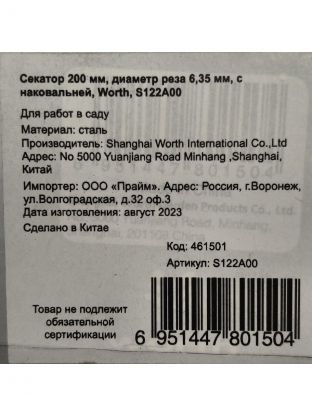 Секатор 200 мм, диаметр реза 6,35 мм, с
наковальней, Worth, S122A00
Для работ в саду
Материал: сталь
Производитель: Shanghai Worth International Co.,Ltd
Адрес: No 5000 Yuanjiang Road Minhang ,Shanghai,
Китай
Импортер: ООО «Прайм». Адрес: Россия, г.Воронеж,
ул.Волгоградская, д.32 оф.3
Дата изготовления: август 2023
Сделано в Китае
Код: 461501
Артикул: S122A00
Товар не подлежит
обязательной
сертификации
6 951447 801504